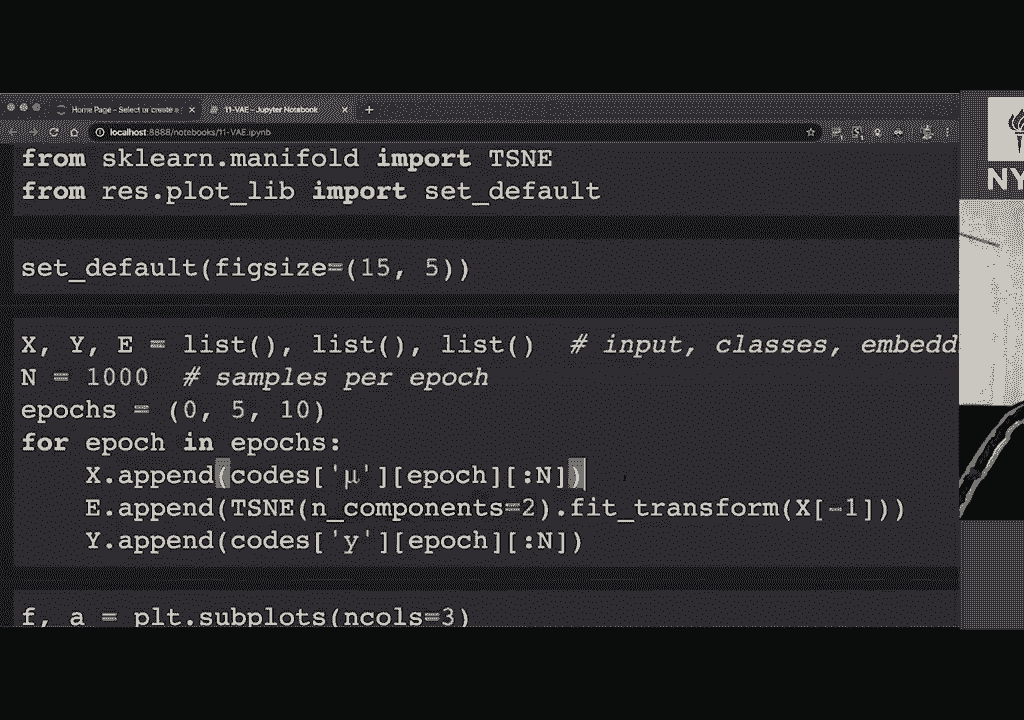 Home Page - Select or create a
11-VAE - Jupyter Notebook
localhost:8888/notebooks/11-VAE.ipynb
from sklearn.manifold import TSNE
from res.plot_lib import set_default
set_default(figsize=(15, 5))
X, Y, E = list(), list(), list()  # input, classes, embedd
N = 1000  # samples per epoch
epochs = (0, 5, 10)
for epoch in epochs:
    X.append(codes['μ'][epoch][:N])
    E.append(TSNE(n_components=2).fit_transform(X[-1]))
    Y.append(codes['y'][epoch][:N])
f, a = plt.subplots(ncols=3)
NY